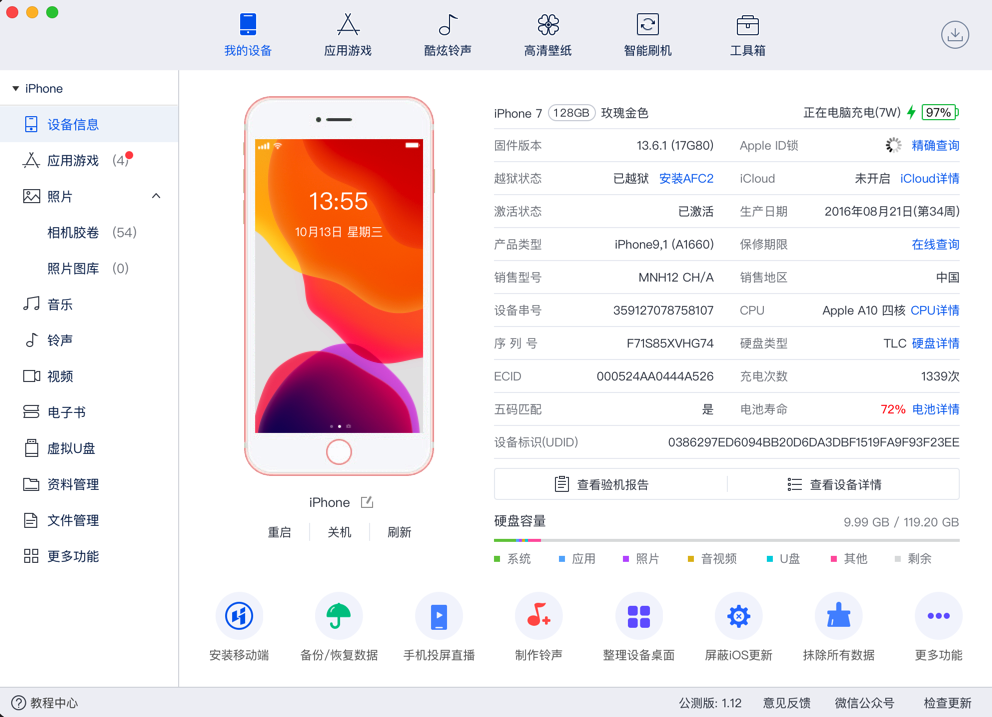 我的设备 应用游戏 酷炫铃声 高清壁纸 智能刷机 工具箱
iPhone
设备信息
应用游戏 (4)
照片
相机胶卷 (54)
照片图库 (0)
音乐
铃声
视频
电子书
虚拟U盘
资料管理
文件管理
更多功能
13:55
10月13日 星期三
iPhone
重启 关机 刷新
iPhone 7 128GB 玫瑰金色 正在电脑充电(7W) 97%
固件版本 13.6.1 (17G80) Apple ID锁 精确查询
越狱状态 已越狱 安装AFC2 iCloud 未开启 iCloud详情
激活状态 已激活 生产日期 2016年08月21日(第34周)
产品类型 iPhone9,1 (A1660) 保修期限 在线查询
销售型号 MNH12 CH/A 销售地区 中国
设备串号 359127078758107 CPU Apple A10 四核 CPU详情
序 列 号 F71S85XVHG74 硬盘类型 TLC 硬盘详情
ECID 000524AA0444A526 充电次数 1339次
五码匹配 是 电池寿命 72% 电池详情
设备标识(UDID) 0386297ED6094BB20D6DA3DBF1519FA9F93F23EE
查看验机报告 查看设备详情
硬盘容量 9.99 GB / 119.20 GB
系统 应用 照片 音视频 U盘 其他 剩余
安装移动端 备份/恢复数据 手机投屏直播 制作铃声 整理设备桌面 屏蔽iOS更新 抹除所有数据 更多功能
教程中心 公测版: 1.12 意见反馈 微信公众号 检查更新